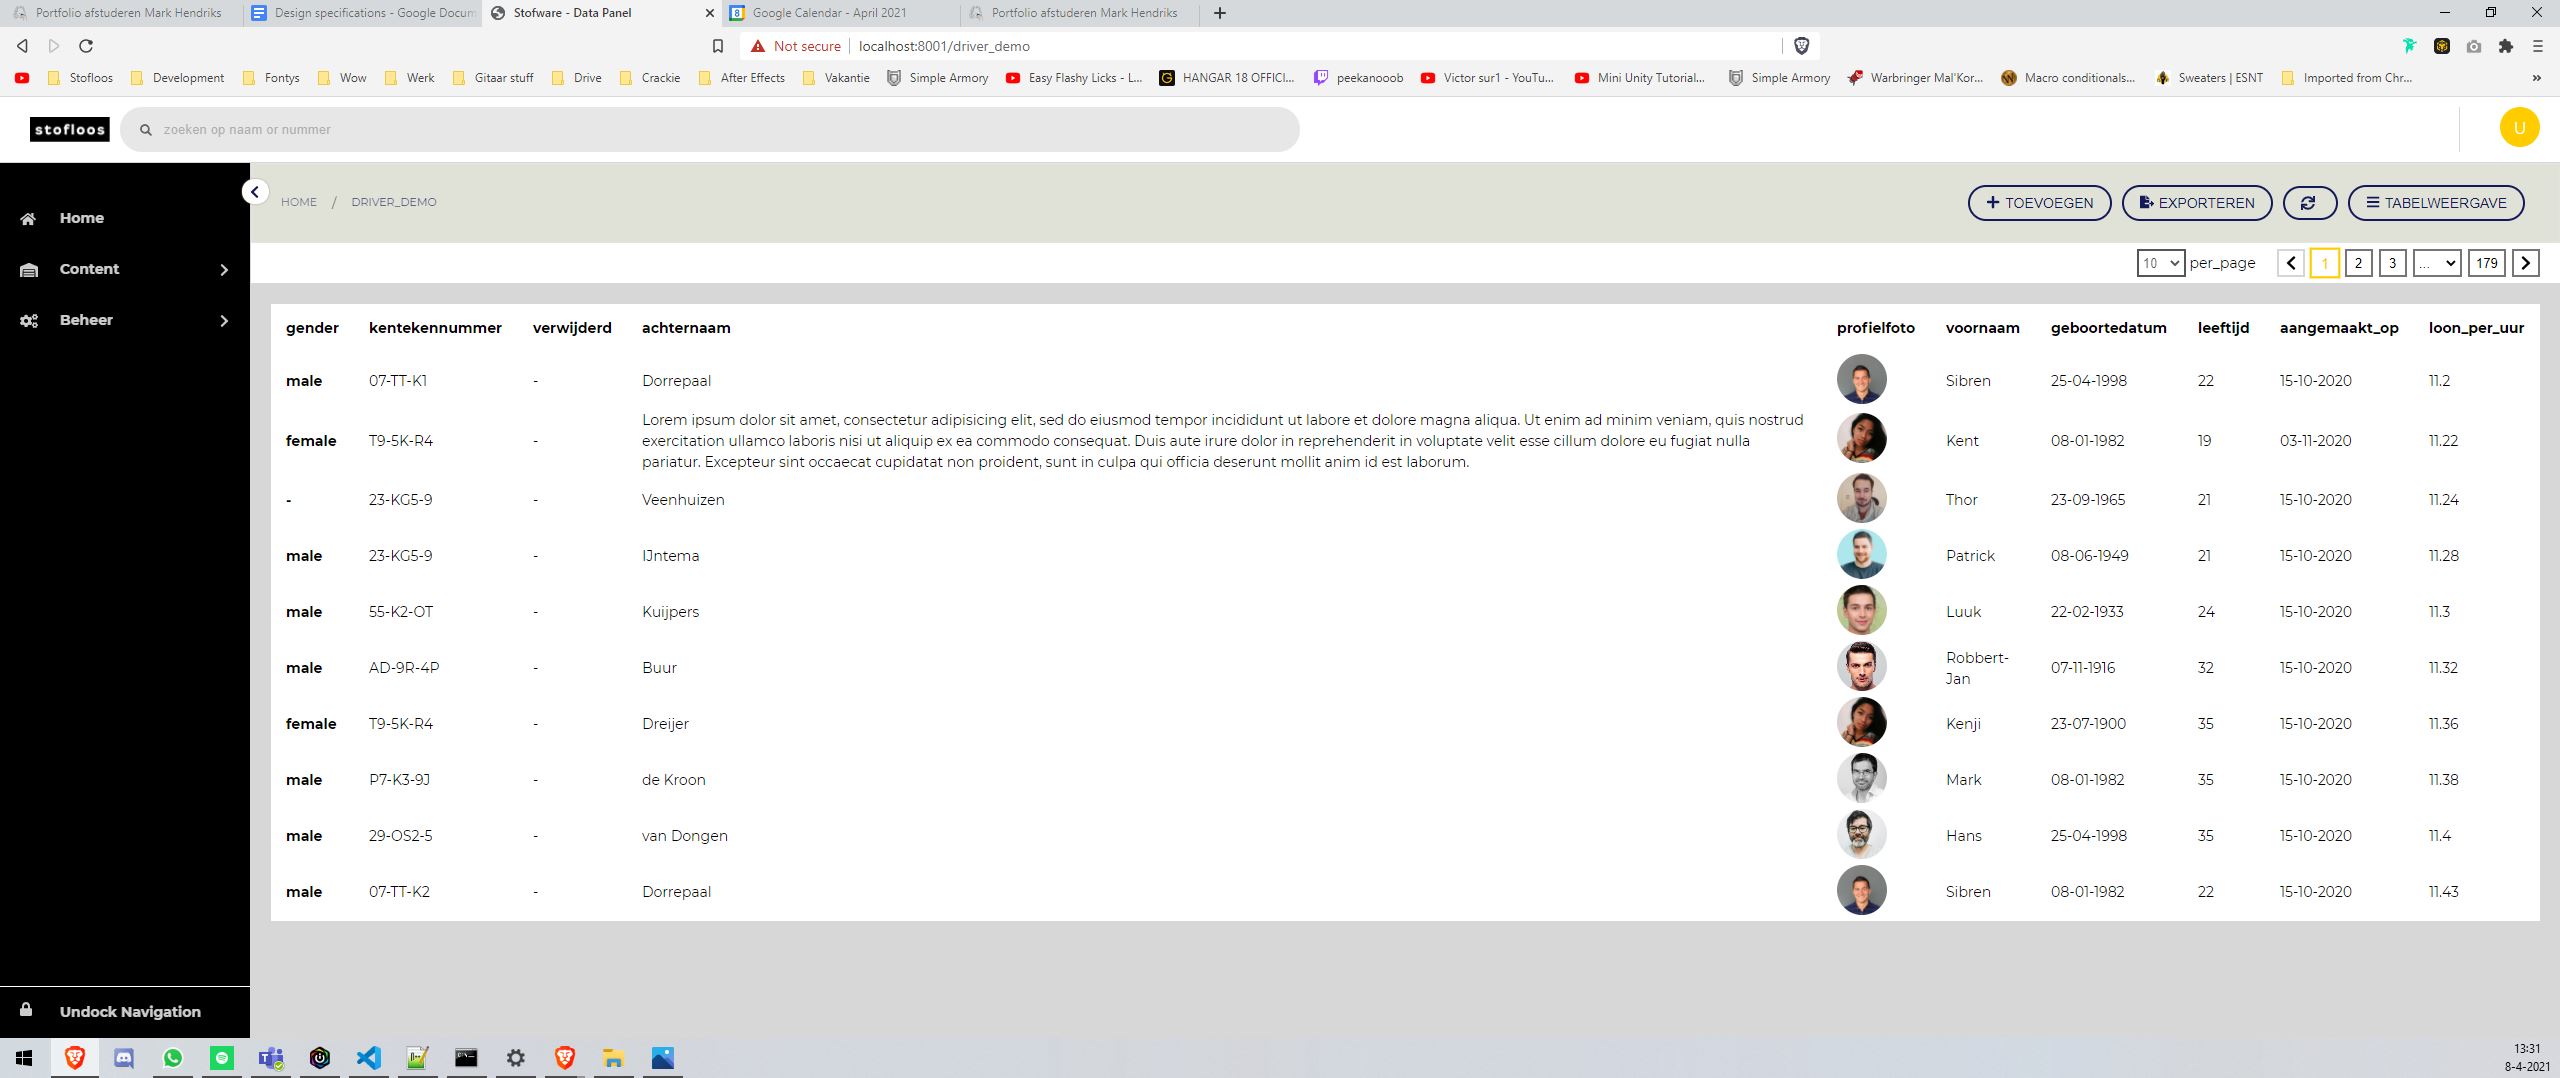 Portfolio afstuderen Mark Hendriks
Design specifications - Google Docum
Stofware - Data Panel
Google Calendar - April 2021
Portfolio afstuderen Mark Hendriks
Not secure localhost:8001/driver_demo
Stofloos Development Fontys Wow Werk Gitaar stuff Drive Crackie After Effects Vakantie Simple Armory Easy Flashy Licks - L... HANGAR 18 OFFICI... peekanooob Victor sur1 - YouTu... Mini Unity Tutorial... Simple Armory Warbringer Mal'Kor... Macro conditionals... Sweaters | ESNT Imported from Chr... »
stofloos
zoeken op naam or nummer
U
Home
Content
Beheer
Undock Navigation
HOME / DRIVER_DEMO
TOEVOEGEN EXPORTEREN TABELWEERGAVE
10 per_page 1 2 3 ... 179
gender kentekennummer verwijderd achternaam profielfoto voornaam geboortedatum leeftijd aangemaakt_op loon_per_uur
male 07-TT-K1 - Dorrepaal Sibren 25-04-1998 22 15-10-2020 11.2
female T9-5K-R4 - Lorem ipsum dolor sit amet, consectetur adipisicing elit, sed do eiusmod tempor incididunt ut labore et dolore magna aliqua. Ut enim ad minim veniam, quis nostrud
exercitation ullamco laboris nisi ut aliquip ex ea commodo consequat. Duis aute irure dolor in reprehenderit in voluptate velit esse cillum dolore eu fugiat nulla
pariatur. Excepteur sint occaecat cupidatat non proident, sunt in culpa qui officia deserunt mollit anim id est laborum. Kent 08-01-1982 19 03-11-2020 11.22
- 23-KG5-9 - Veenhuizen Thor 23-09-1965 21 15-10-2020 11.24
male 23-KG5-9 - IJntema Patrick 08-06-1949 21 15-10-2020 11.28
male 55-K2-OT - Kuijpers Luuk 22-02-1933 24 15-10-2020 11.3
male AD-9R-4P - Buur Robbert-
Jan 07-11-1916 32 15-10-2020 11.32
female T9-5K-R4 - Dreijer Kenji 23-07-1900 35 15-10-2020 11.36
male P7-K3-9J - de Kroon Mark 08-01-1982 35 15-10-2020 11.38
male 29-OS2-5 - van Dongen Hans 25-04-1998 35 15-10-2020 11.4
male 07-TT-K2 - Dorrepaal Sibren 08-01-1982 22 15-10-2020 11.43
13:31
8-4-2021